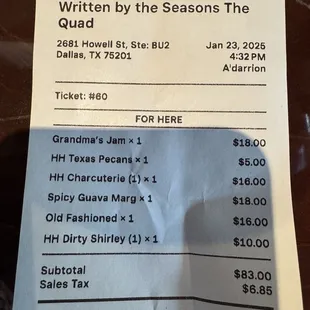 Written by the Seasons The
Quad
2681 Howell St, Ste: BU2 Jan 23, 2025
Dallas, TX 75201 4:32 PM
A'darrion
Ticket: #60
FOR HERE
Grandma's Jam × 1 $18.00
HH Texas Pecans × 1 $5.00
HH Charcuterie (1) × 1 $16.00
Spicy Guava Marg × 1 $18.00
Old Fashioned × 1 $16.00
HH Dirty Shirley (1) × 1 $10.00
Subtotal $83.00
Sales Tax $6.85